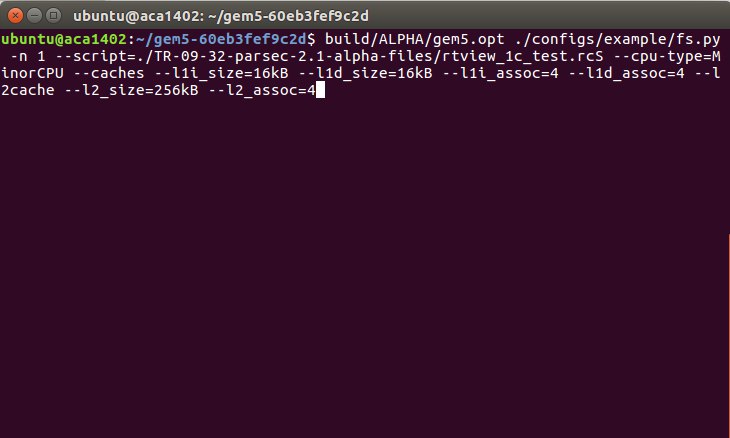 ubuntu@aca1402: ~/gem5-60eb3fef9c2d
ubuntu@aca1402:~/gem5-60eb3fef9c2d$ build/ALPHA/gem5.opt ./configs/example/fs.py
 -n 1 --script=./TR-09-32-parsec-2.1-alpha-files/rtview_1c_test.rcS --cpu-type=M
inorCPU --caches --l1i_size=16kB --l1d_size=16kB --l1i_assoc=4 --l1d_assoc=4 --l
2cache --l2_size=256kB --l2_assoc=4